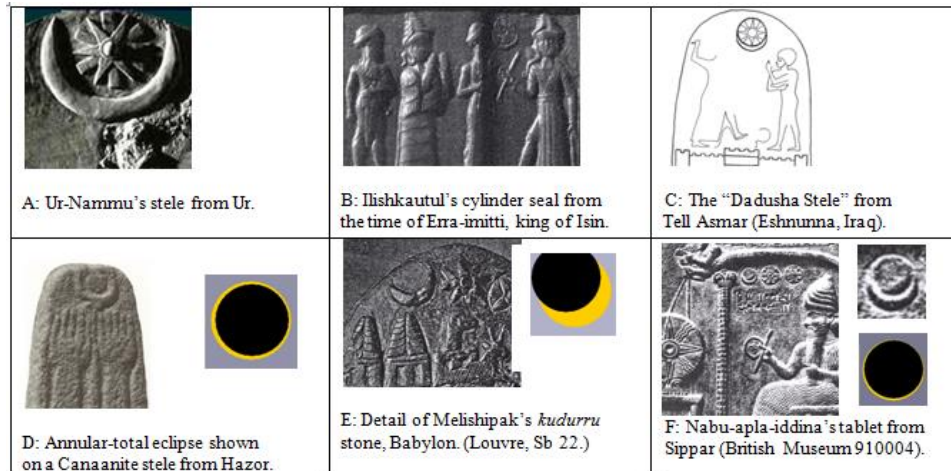 A: Ur-Nammu’s stele from Ur.
B: Ilishkautul’s cylinder seal from
the time of Erra-imitti, king of Isin.
C: The “Dadusha Stele” from
Tell Asmar (Eshnunna, Iraq).
D: Annular-total eclipse shown
on a Canaanite stele from Hazor.
E: Detail of Melishipak’s kudurru
stone, Babylon. (Louvre, Sb 22.)
F: Nabu-apla-iddina’s tablet from
Sippar (British Museum 910004).